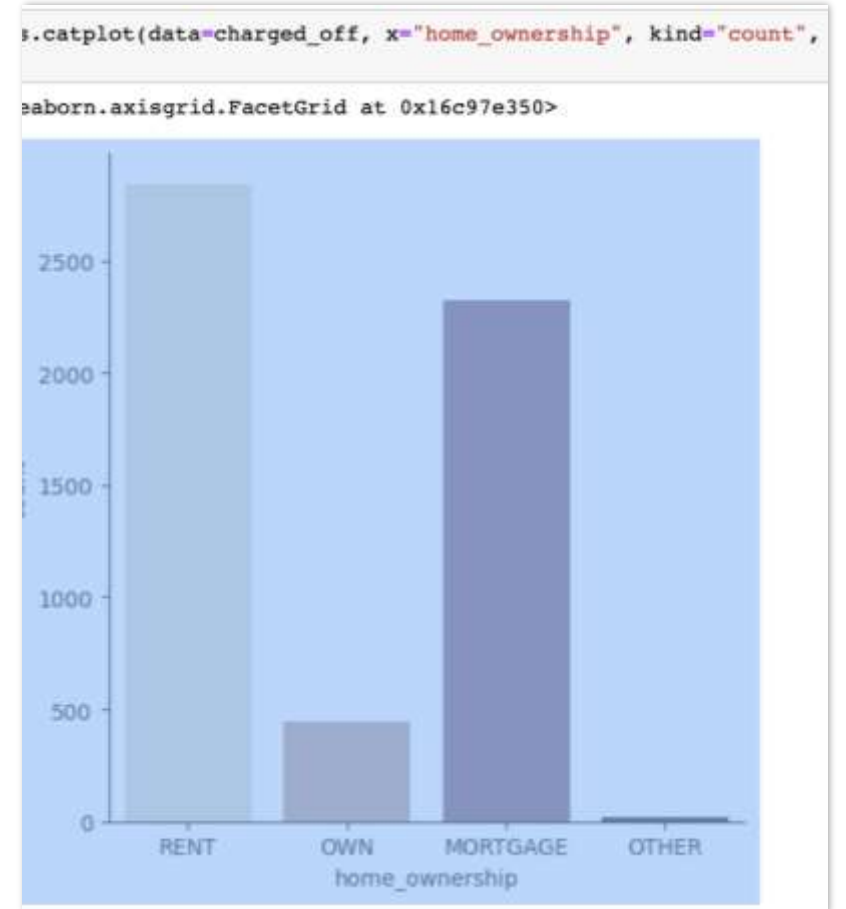 s.catplot(data=charged_off, x="home_ownership", kind="count",
eaborn.axisgrid.FacetGrid at 0x16c97e350>
2500
2000
1500
1000
500
0
RENT OWN MORTGAGE OTHER
home_ownership